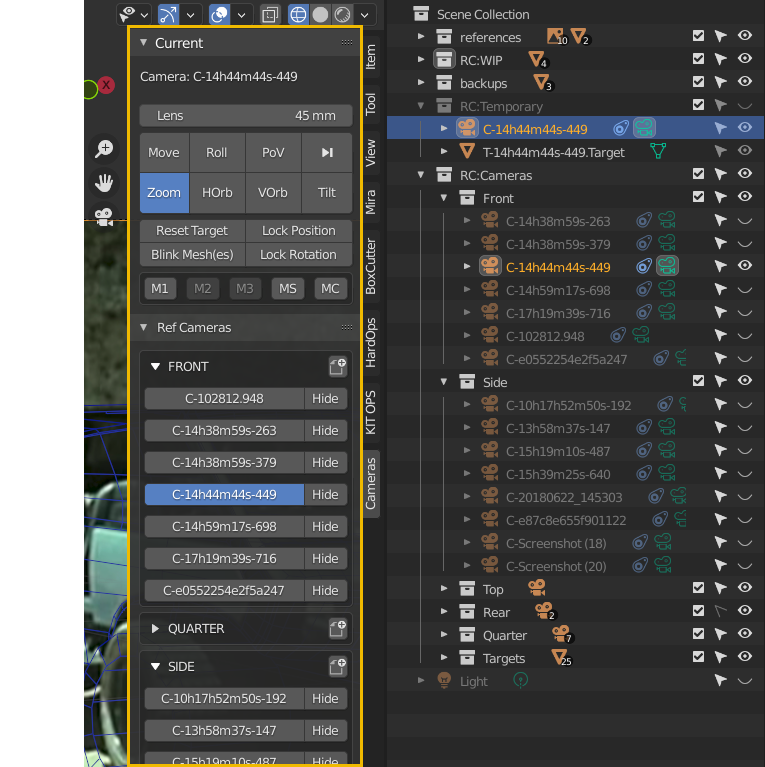 X
Current
Camera: C-14h44m44s-449
Lens 45 mm
Move Roll PoV
Zoom HOrb VOrb Tilt
Reset Target Lock Position
Blink Mesh(es) Lock Rotation
M1 M2 M3 MS MC
Ref Cameras
FRONT
C-102812.948 Hide
C-14h38m59s-263 Hide
C-14h38m59s-379 Hide
C-14h44m44s-449 Hide
C-14h59m17s-698 Hide
C-17h19m39s-716 Hide
C-e0552254e2f5a247 Hide
QUARTER
SIDE
C-10h17h52m50s-192 Hide
C-13h58m37s-147 Hide
C-15h19m10s-487 Hide
Item
Tool
View
Mira
BoxCutter
HardOps
KIT OPS
Cameras
Scene Collection
references 10 2
RC:WIP 4
backups 3
RC:Temporary
C-14h44m44s-449
T-14h44m44s-449.Target
RC:Cameras
Front
C-14h38m59s-263
C-14h38m59s-379
C-14h44m44s-449
C-14h59m17s-698
C-17h19m39s-716
C-102812.948
C-e0552254e2f5a247
Side
C-10h17h52m50s-192
C-13h58m37s-147
C-15h19m10s-487
C-15h39m25s-640
C-20180622_145303
C-e87c8e655f901122
C-Screenshot (18)
C-Screenshot (20)
Top
Rear 2
Quarter 7
Targets 25
Light